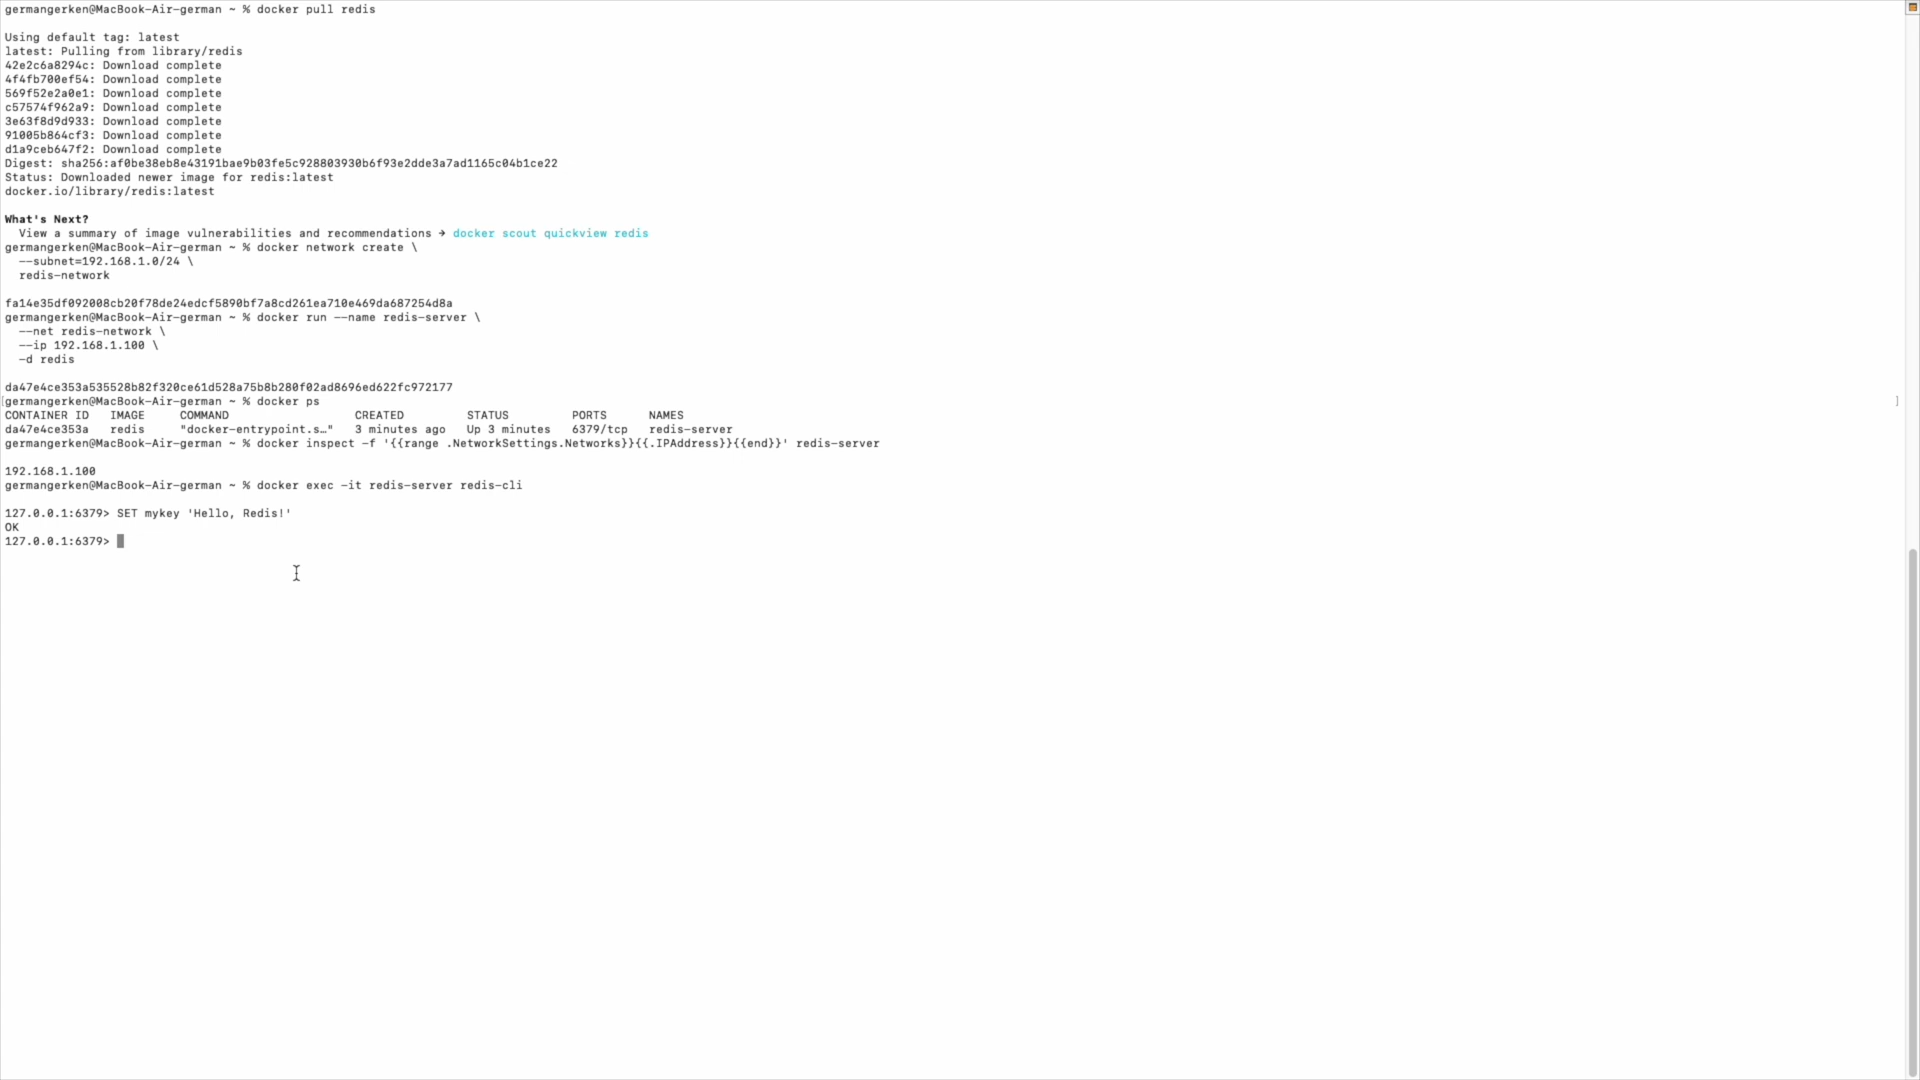 germangerken@MacBook-Air-german ~ % docker pull redis
Using default tag: latest
latest: Pulling from library/redis
42e2c6a8294c: Download complete
4f4fb700ef54: Download complete
569f52e2a0e1: Download complete
c57574f962a9: Download complete
3e63f8d9d933: Download complete
91005b864cf3: Download complete
d1a9ceb647f2: Download complete
Digest: sha256:af0be38eb8e43191bae9b03fe5c928803930b6f93e2dde3a7ad1165c04b1ce22
Status: Downloaded newer image for redis:latest
docker.io/library/redis:latest
What's Next?
  View a summary of image vulnerabilities and recommendations → docker scout quickview redis
germangerken@MacBook-Air-german ~ % docker network create \
  --subnet=192.168.1.0/24 \
  redis-network
fa14e35df092008cb20f78de24edcf5890bf7a8cd261ea710e469da687254d8a
germangerken@MacBook-Air-german ~ % docker run --name redis-server \
  --net redis-network \
  --ip 192.168.1.100 \
  -d redis
da47e4ce353a535528b82f320ce61d528a75b8b280f02ad8696ed622fc972177
[germangerken@MacBook-Air-german ~ % docker ps ]
CONTAINER ID   IMAGE     COMMAND                  CREATED         STATUS         PORTS      NAMES
da47e4ce353a   redis     "docker-entrypoint.s…"   3 minutes ago   Up 3 minutes   6379/tcp   redis-server
germangerken@MacBook-Air-german ~ % docker inspect -f '{{range .NetworkSettings.Networks}}{{.IPAddress}}{{end}}' redis-server
192.168.1.100
germangerken@MacBook-Air-german ~ % docker exec -it redis-server redis-cli
127.0.0.1:6379> SET mykey 'Hello, Redis!'
OK
127.0.0.1:6379>